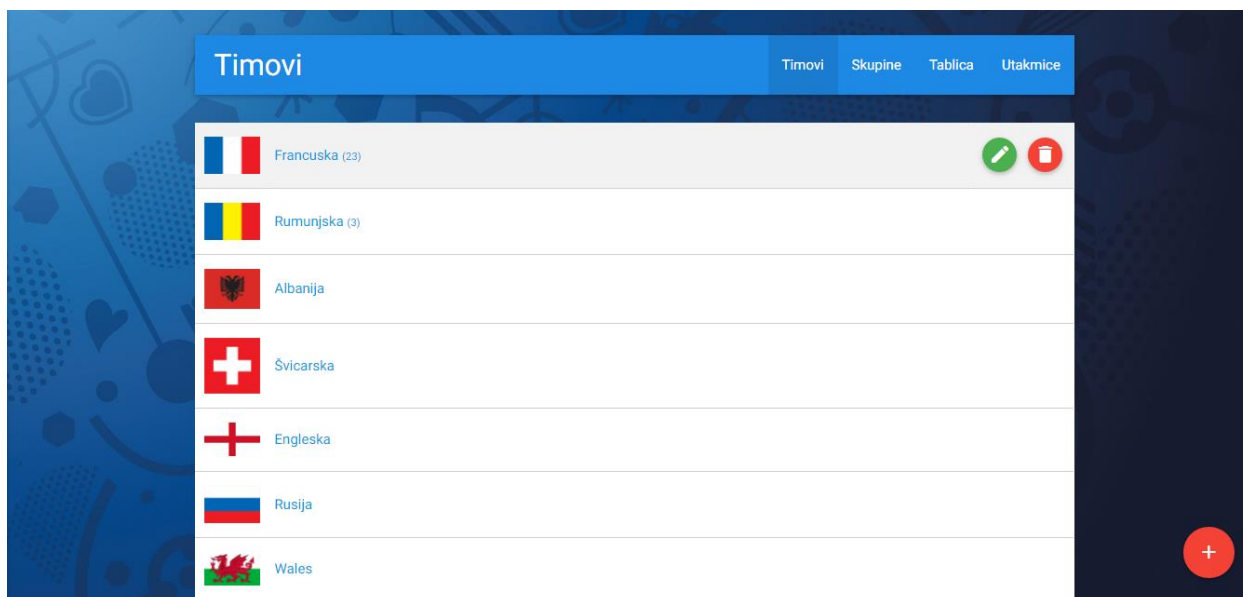 Timovi
Timovi Skupine Tablica Utakmice
Francuska (23)
Rumunjska (3)
Albanija
Švicarska
Engleska
Rusija
Wales